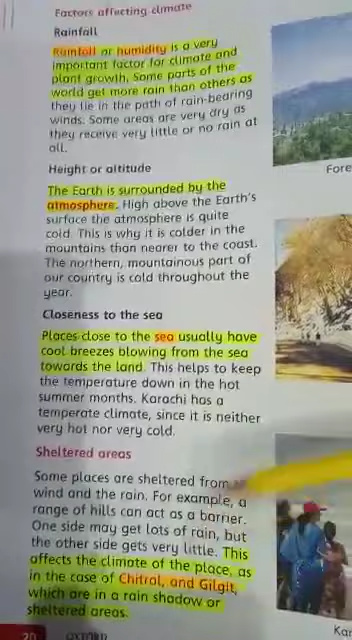 Factors affecting climate
Rainfall
Rainfall or humidity is a very
important factor for climate and
plant growth. Some parts of the
world get more rain than others as
they lie in the path of rain-bearing
winds. Some areas are very dry as
they receive very little or no rain at
all.
Height or altitude
The Earth is surrounded by the
atmosphere. High above the Earth's
surface the atmosphere is quite
cold. This is why it is colder in the
mountains than nearer to the coast.
The northern, mountainous part of
our country is cold throughout the
year.
Closeness to the sea
Places close to the sea usually have
cool breezes blowing from the sea
towards the land. This helps to keep
the temperature down in the hot
summer months. Karachi has a
temperate climate, since it is neither
very hot nor very cold.
Sheltered areas
Some places are sheltered from
wind and the rain. For example, a
range of hills can act as a barrier.
One side may get lots of rain, but
the other side gets very little. This
affects the climate of the place, as
in the case of Chitral, and Gilgit,
which are in a rain shadow or
sheltered areas.
20 OXFORD
Fore
Kar